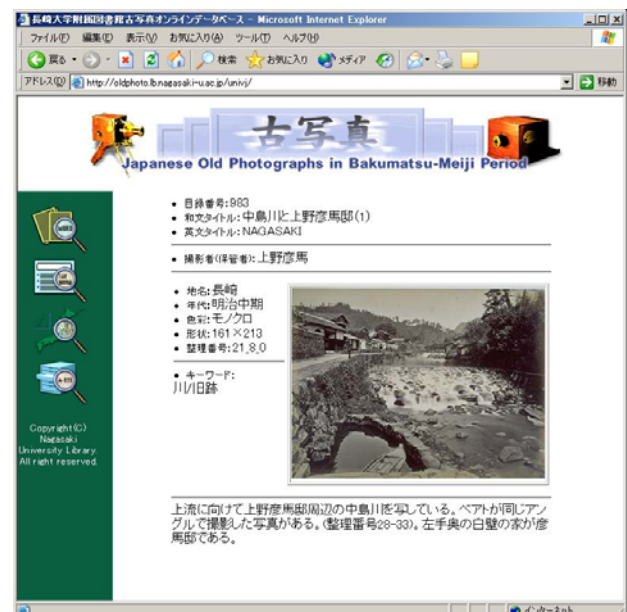 長崎大学附属図書館古写真オンラインデータベース - Microsoft Internet Explorer
ファイル(F) 編集(E) 表示(V) お気に入り(A) ツール(T) ヘルプ(H)
戻る 検索 お気に入り メディア
アドレス(D) http://oldphoto.lb.nagasaki-u.ac.jp/univj/ 移動
古写真
Japanese Old Photographs in Bakumatsu-Meiji Period
• 目録番号:983
• 和文タイトル:中島川と上野彦馬邸(1)
• 英文タイトル:NAGASAKI
• 撮影者(保管者):上野彦馬
• 地名:長崎
• 年代:明治中期
• 色彩:モノクロ
• 形状:161×213
• 整理番号:21_8_0
• キーワード:
川/旧跡
Copyright(C)
Nagasaki
University Library.
All right reserved.
上流に向けて上野彦馬邸周辺の中島川を写している。ベアトが同じアン
グルで撮影した写真がある。(整理番号28-33)。左手奥の白壁の家が彦
馬邸である。
インターネット